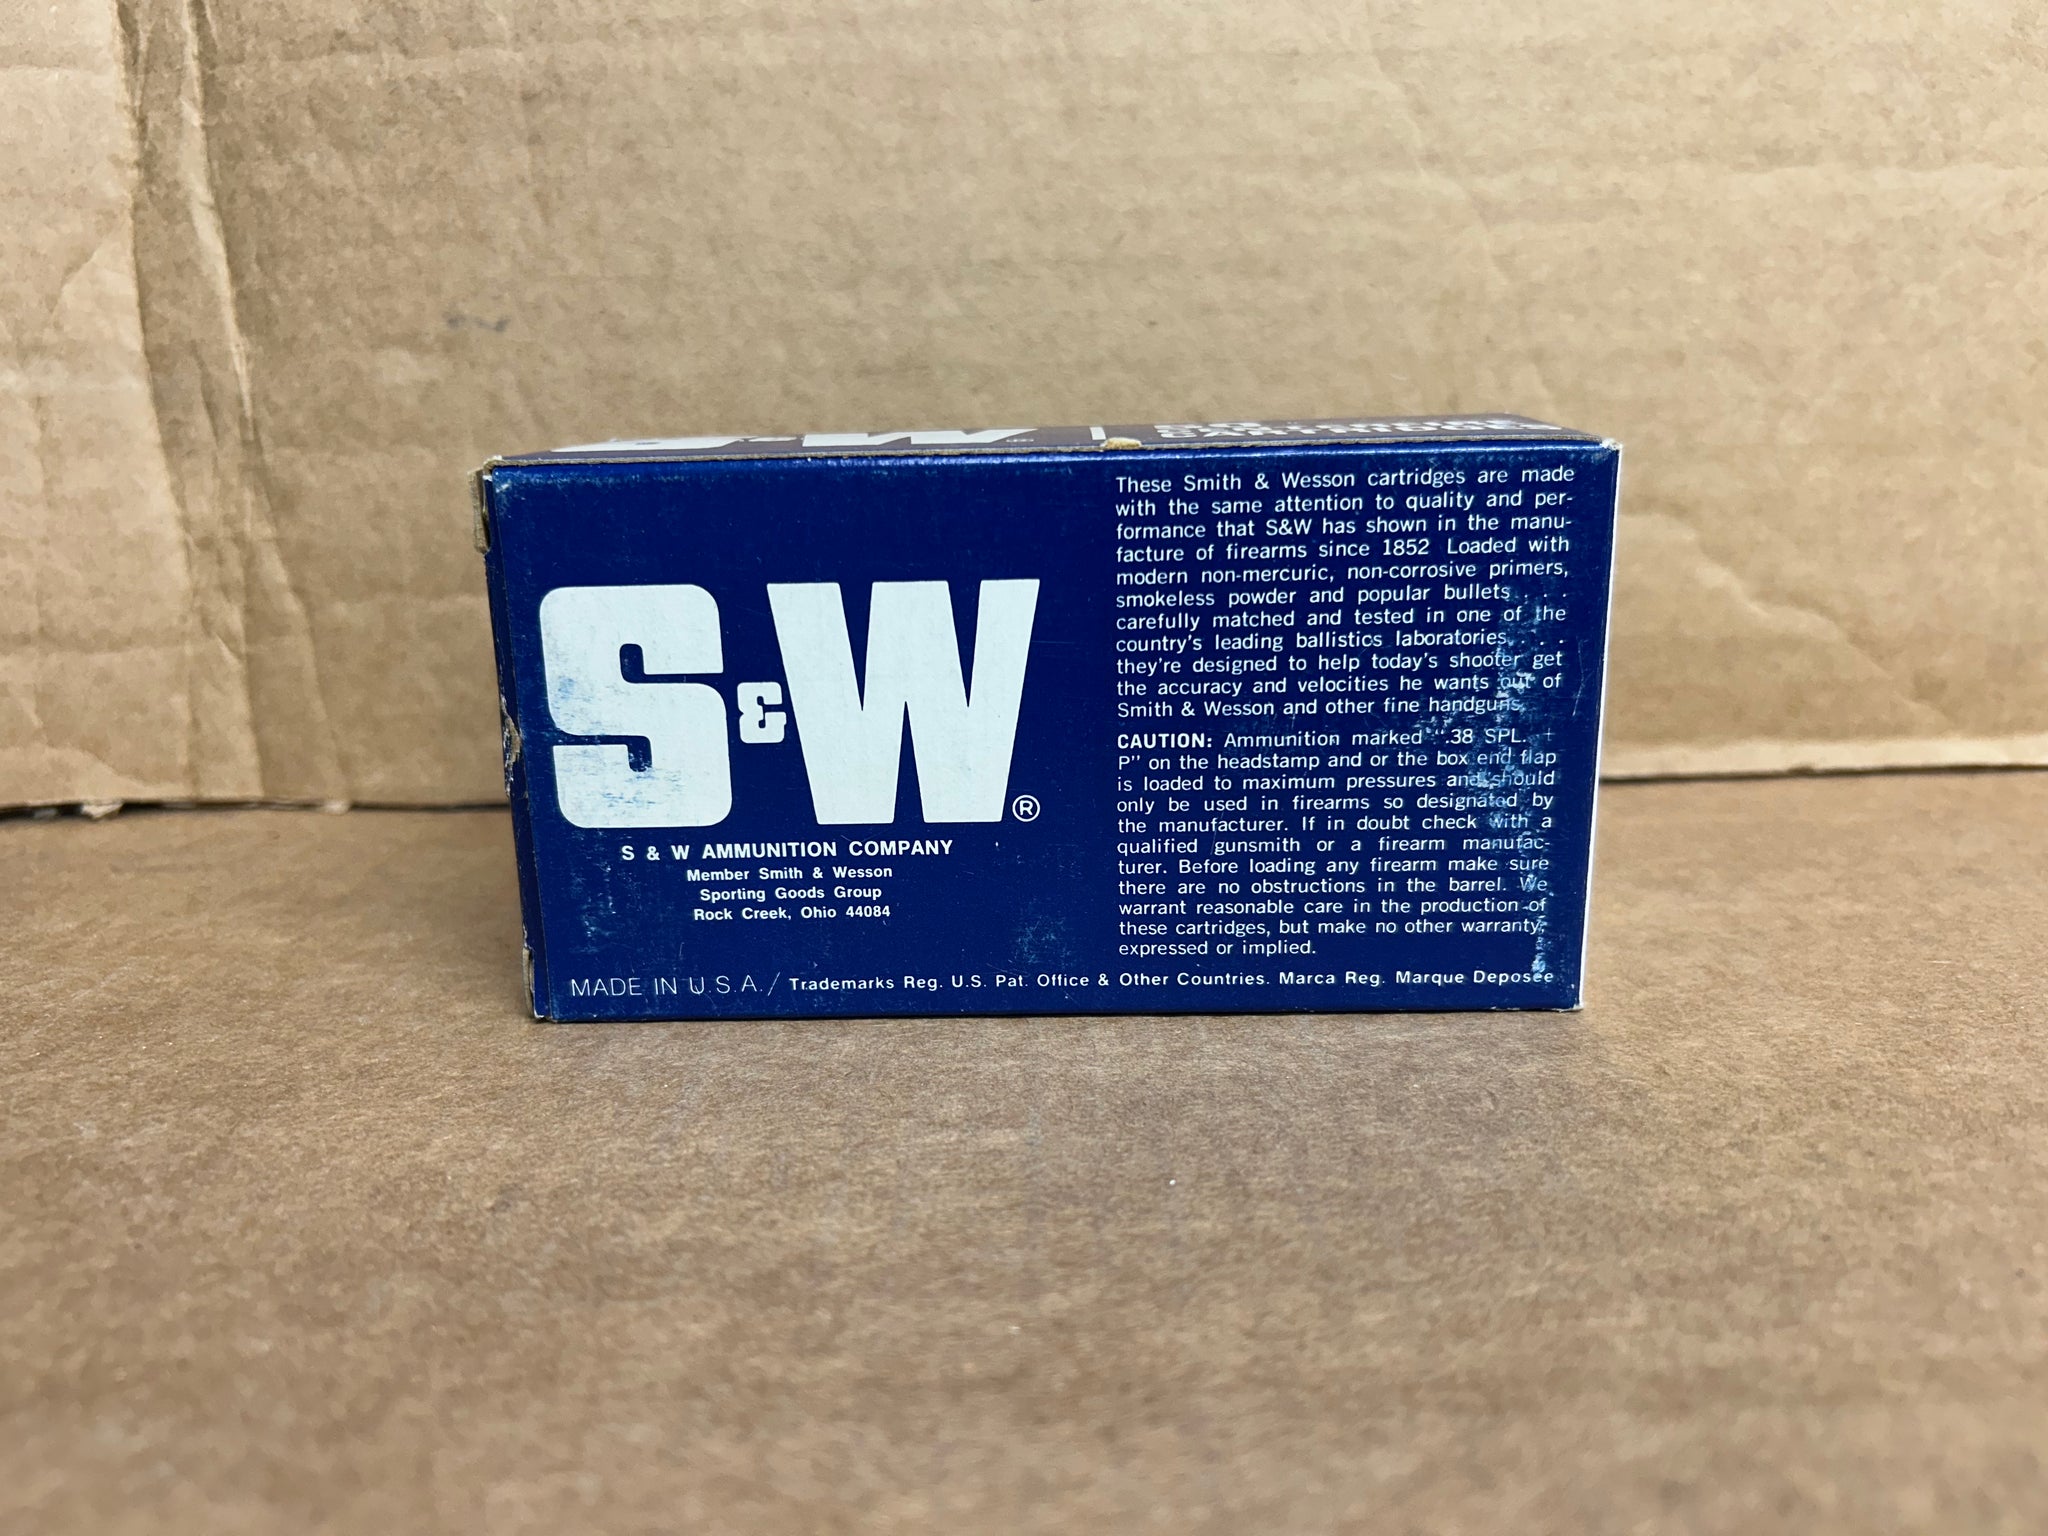 S&W®
S & W AMMUNITION COMPANY
Member Smith & Wesson
Sporting Goods Group
Rock Creek, Ohio 44084
These Smith & Wesson cartridges are made
with the same attention to quality and per-
formance that S&W has shown in the manu-
facture of firearms since 1852 Loaded with
modern non-mercuric, non-corrosive primers,
smokeless powder and popular bullets . . .
carefully matched and tested in one of the
country's leading ballistics laboratories. . . .
they're designed to help today's shooter get
the accuracy and velocities he wants out of
Smith & Wesson and other fine handguns.
CAUTION: Ammunition marked ".38 SPL. +
P" on the headstamp and or the box end flap
is loaded to maximum pressures and should
only be used in firearms so designated by
the manufacturer. If in doubt check with a
qualified gunsmith or a firearm manufac-
turer. Before loading any firearm make sure
there are no obstructions in the barrel. We
warrant reasonable care in the production of
these cartridges, but make no other warranty,
expressed or implied.
MADE IN U.S.A./ Trademarks Reg. U.S. Pat. Office & Other Countries. Marca Reg. Marque Deposée